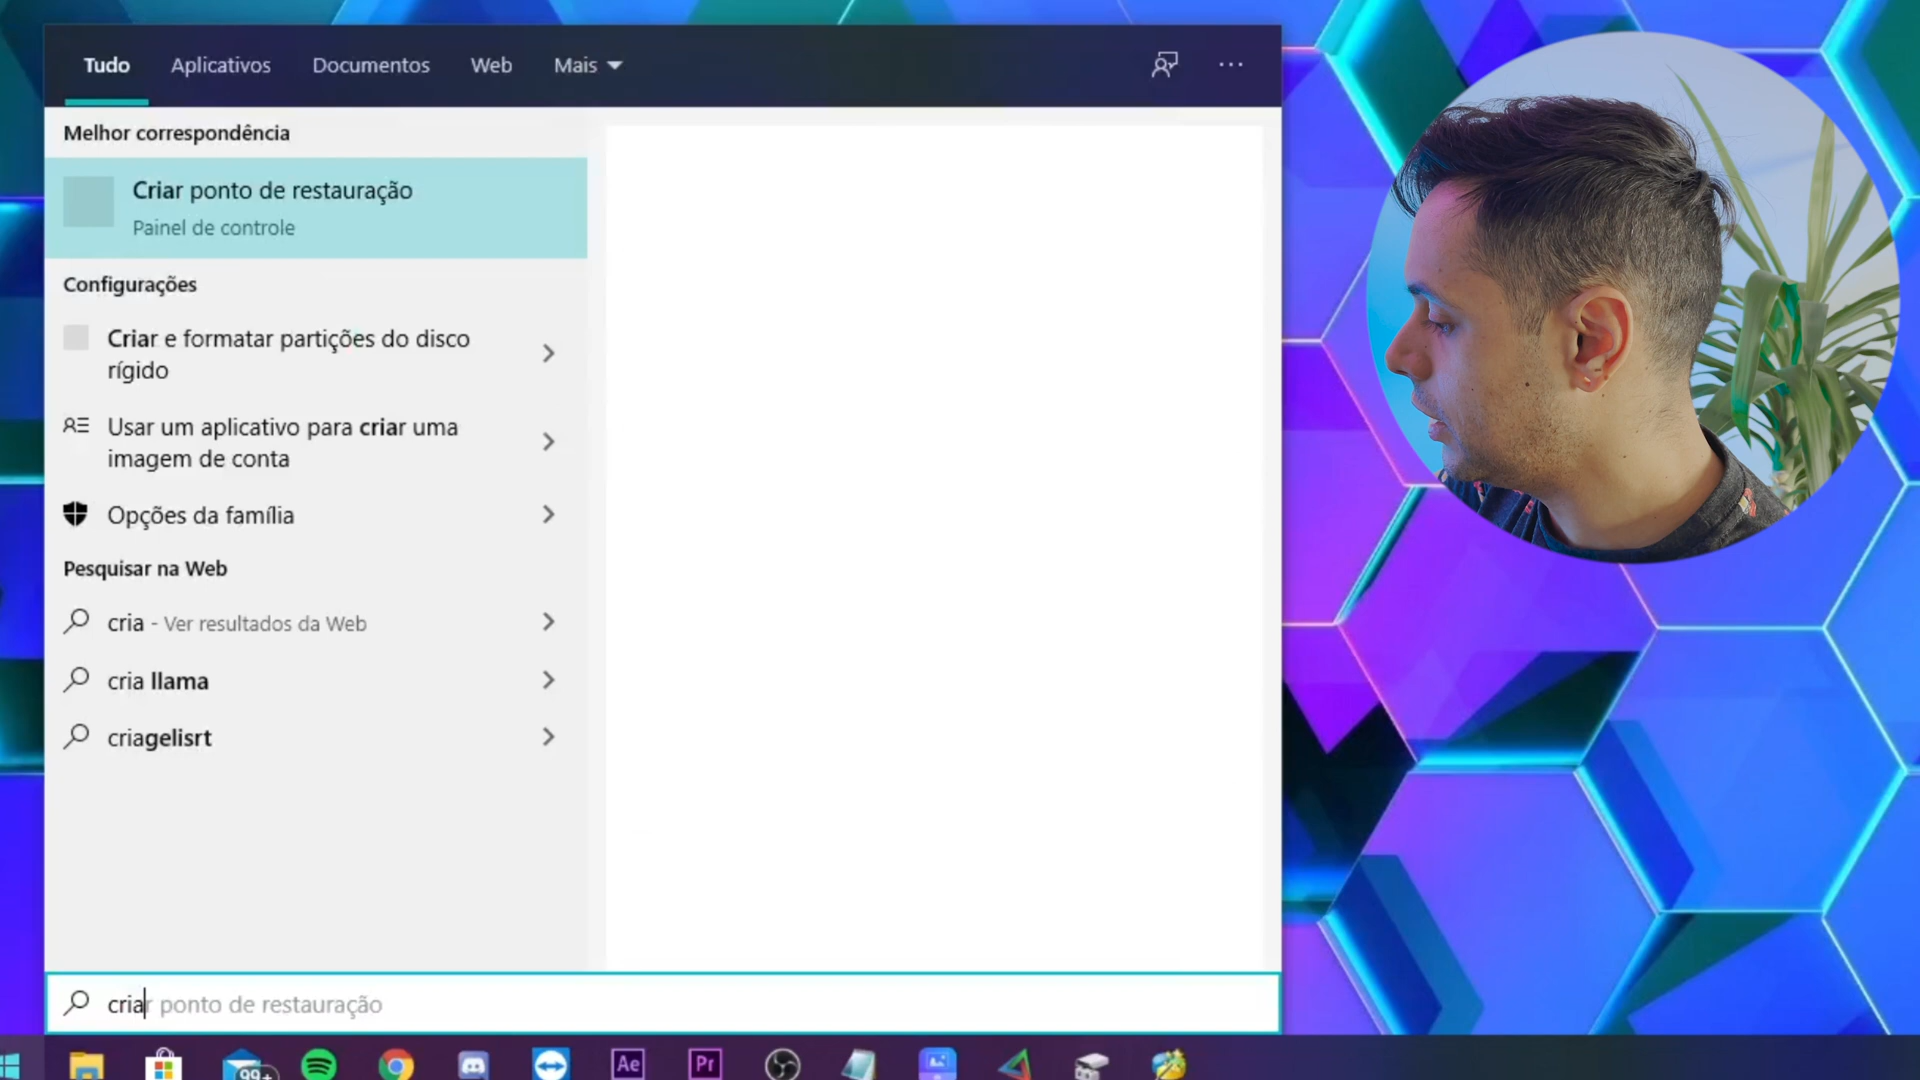 Tudo Aplicativos Documentos Web Mais
Melhor correspondência
Criar ponto de restauração
Painel de controle
Configurações
Criar e formatar partições do disco
rígido
Usar um aplicativo para criar uma
imagem de conta
Opções da família
Pesquisar na Web
cria - Ver resultados da Web
cria llama
criagelisrt
criar ponto de restauração
99+
Ae
Pr